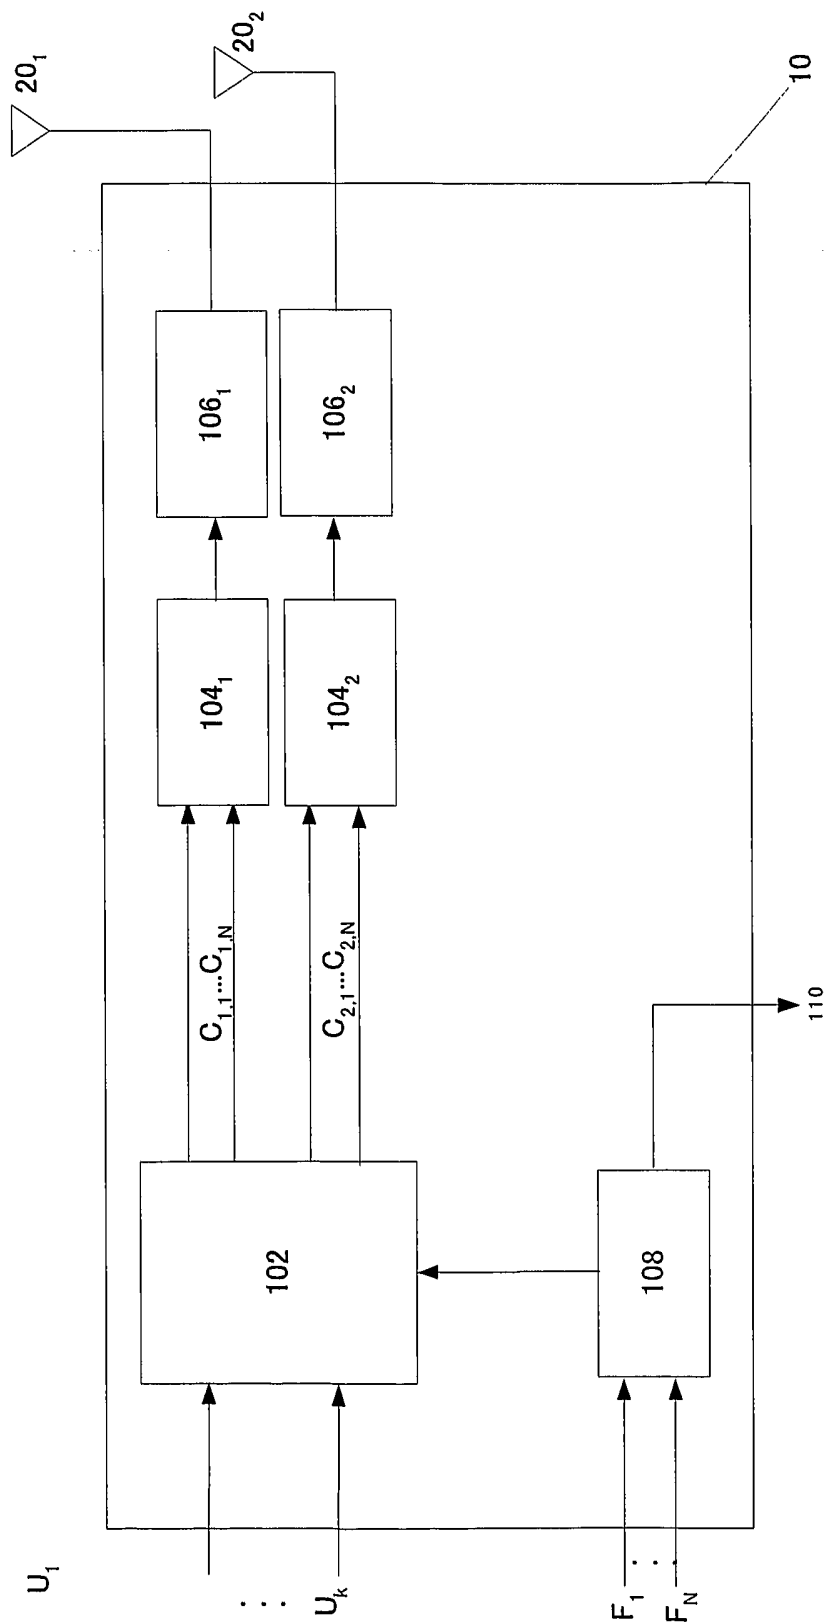 U₁
⋮
Uₖ
F₁
⋮
F_N
102
108
C₁,₁...C₁,N
C₂,₁...C₂,N
104₁
104₂
106₁
106₂
20₁
20₂
10
110